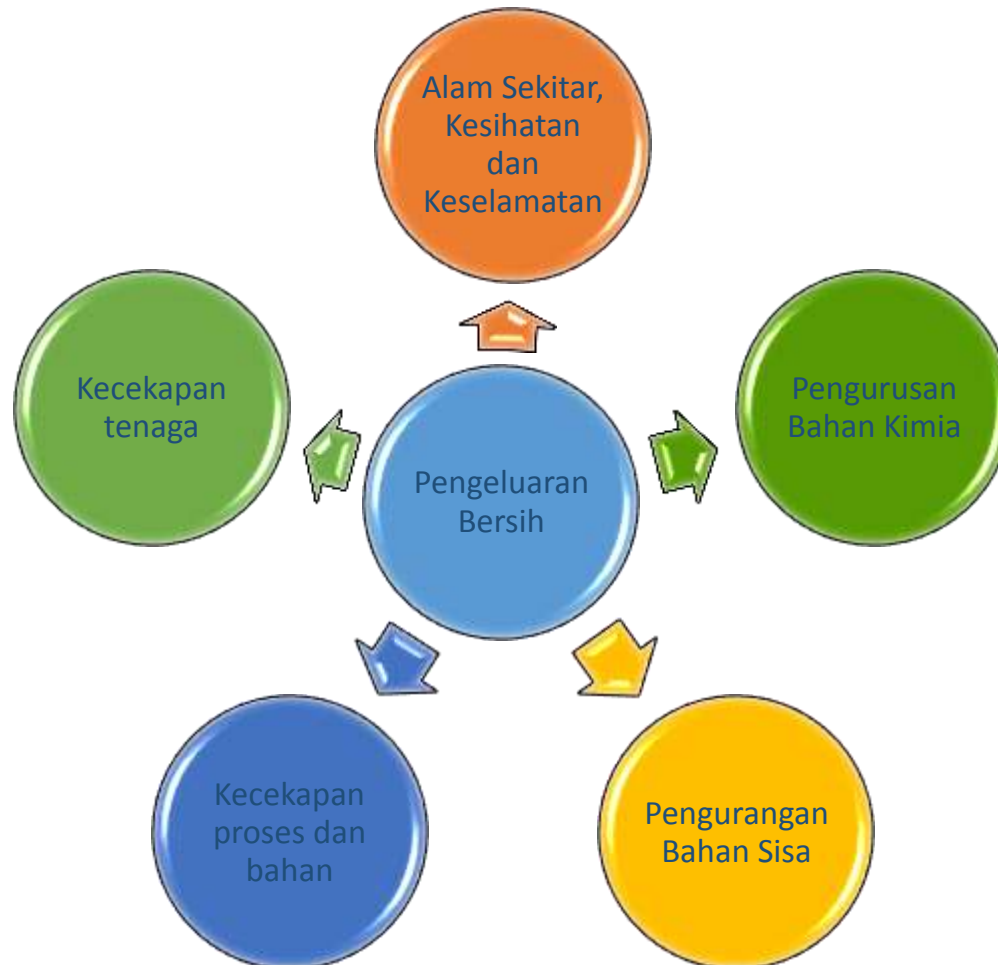 Alam Sekitar,
Kesihatan
dan
Keselamatan
Kecekapan
tenaga
Pengurusan
Bahan Kimia
Pengeluaran
Bersih
Kecekapan
proses dan
bahan
Pengurangan
Bahan Sisa